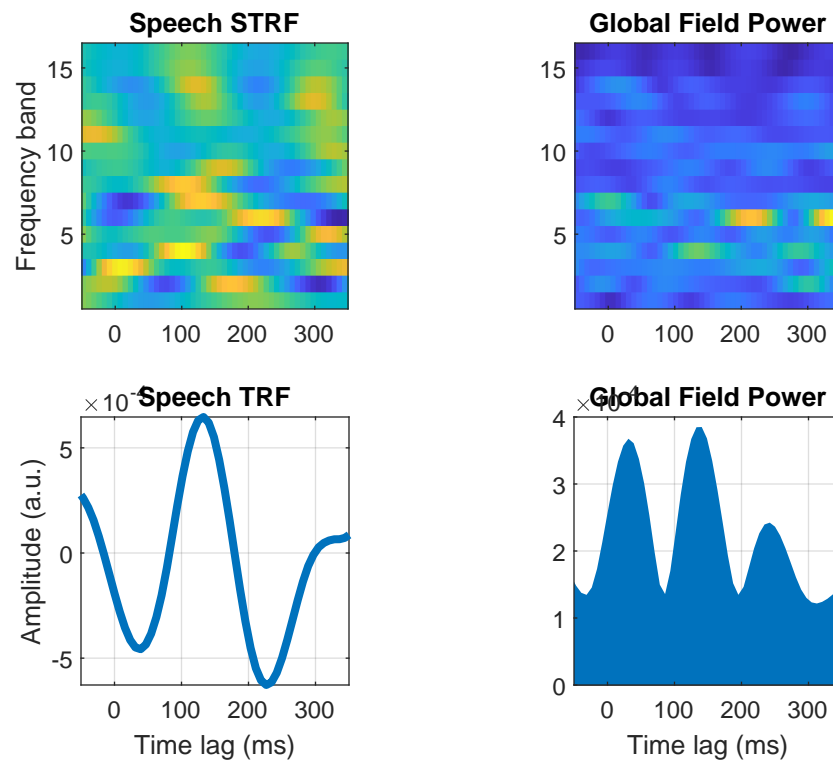 Speech STRF
Global Field Power
Frequency band
15
10
5
0 100 200 300
15
10
5
0 100 200 300
×10⁻⁴
Speech TRF
Global Field Power
Amplitude (a.u.)
5
0
-5
0 100 200 300
Time lag (ms)
4
3
2
1
0
0 100 200 300
Time lag (ms)